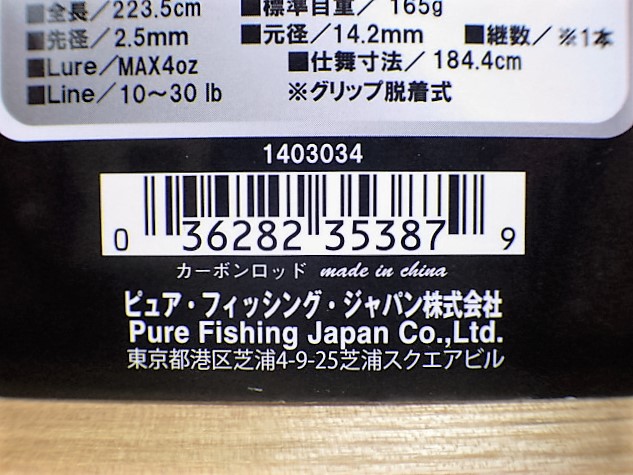 ■全長／223.5cm ■標準自重／165g
■先径／2.5mm ■元径／14.2mm ■継数／※1本
■Lure／MAX4oz ■仕舞寸法／184.4cm
■Line／10〜30 lb ※グリップ脱着式
1403034
0 36282 35387 9
カーボンロッド made in china
ピュア・フィッシング・ジャパン株式会社
Pure Fishing Japan Co.,Ltd.
東京都港区芝浦4-9-25芝浦スクエアビル